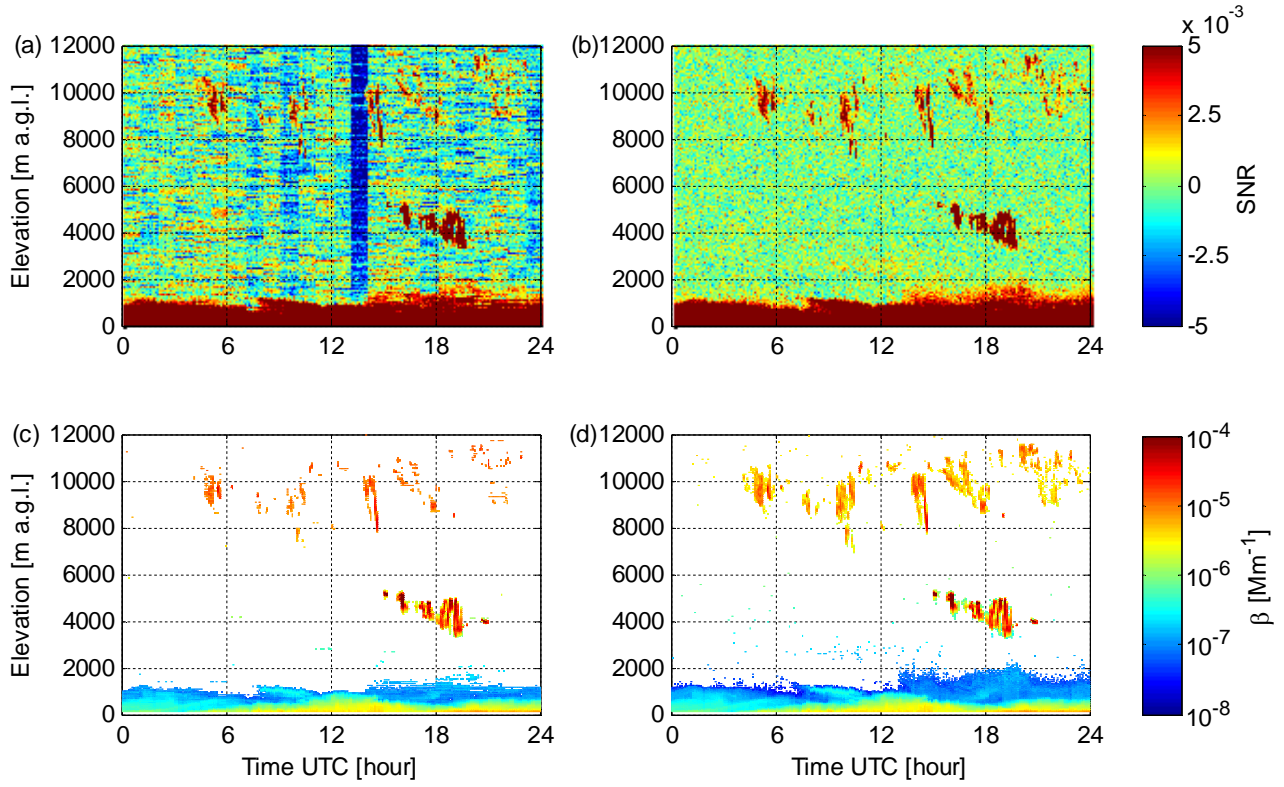 x 10⁻³
(a) 12000 10000 8000 6000 4000 2000 0
Elevation [m a.g.l.]
0 6 12 18 24
(b) 12000 10000 8000 6000 4000 2000 0
0 6 12 18 24
5 2.5 0 -2.5 -5
SNR
(c) 12000 10000 8000 6000 4000 2000 0
Elevation [m a.g.l.]
0 6 12 18 24
Time UTC [hour]
(d) 12000 10000 8000 6000 4000 2000 0
0 6 12 18 24
Time UTC [hour]
10⁻⁴ 10⁻⁵ 10⁻⁶ 10⁻⁷ 10⁻⁸
β [Mm⁻¹]